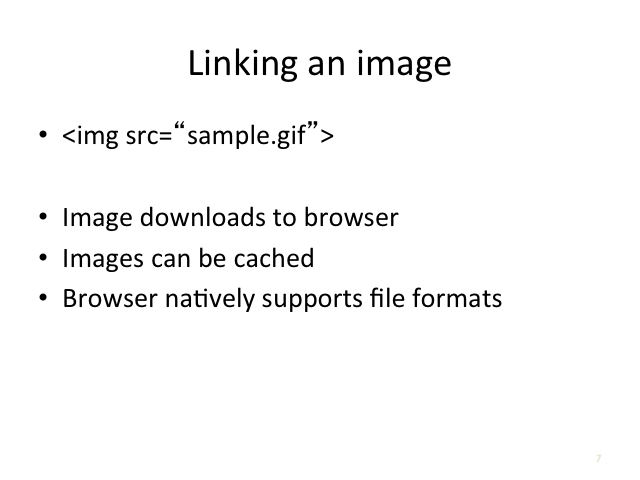 Linking an image
• <img src=“sample.gif”>
• Image downloads to browser
• Images can be cached
• Browser natively supports file formats
7